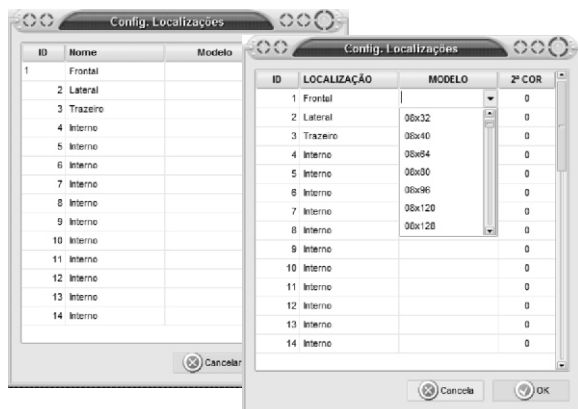 Config. Localizações
ID Nome Modelo
1 Frontal
2 Lateral
3 Trazeiro
4 Interno
5 Interno
6 Interno
7 Interno
8 Interno
9 Interno
10 Interno
11 Interno
12 Interno
13 Interno
14 Interno
Cancelar
Config. Localizações
ID LOCALIZAÇÃO MODELO 2ª COR
1 Frontal 0
2 Lateral 08x32 0
3 Trazeiro 08x40 0
4 Interno 08x64 0
5 Interno 08x80 0
6 Interno 08x96 0
7 Interno 08x120 0
8 Interno 08x128 0
9 Interno 0
10 Interno 0
11 Interno 0
12 Interno 0
13 Interno 0
14 Interno 0
Cancela OK